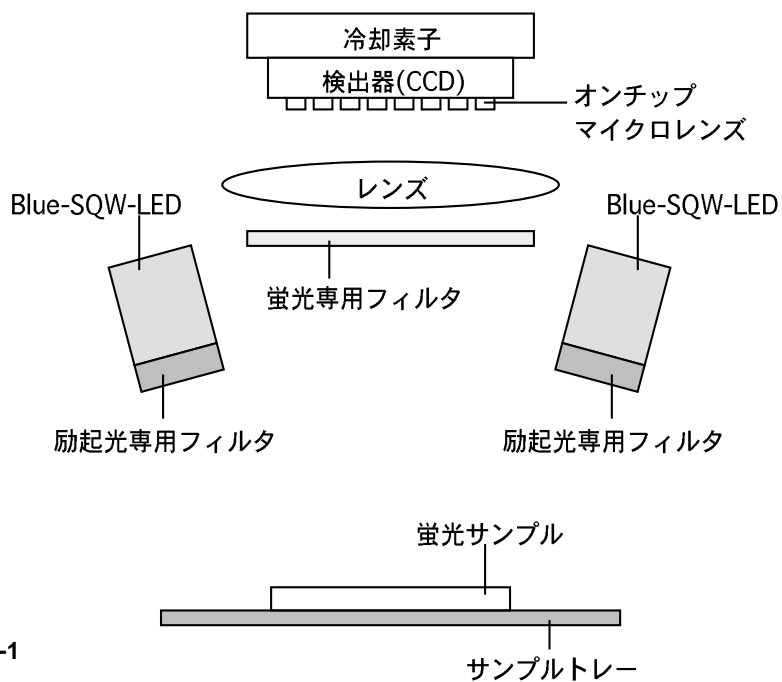 冷却素子
検出器(CCD)
オンチップ
マイクロレンズ
レンズ
Blue-SQW-LED
Blue-SQW-LED
蛍光専用フィルタ
励起光専用フィルタ
励起光専用フィルタ
蛍光サンプル
-1
サンプルトレー